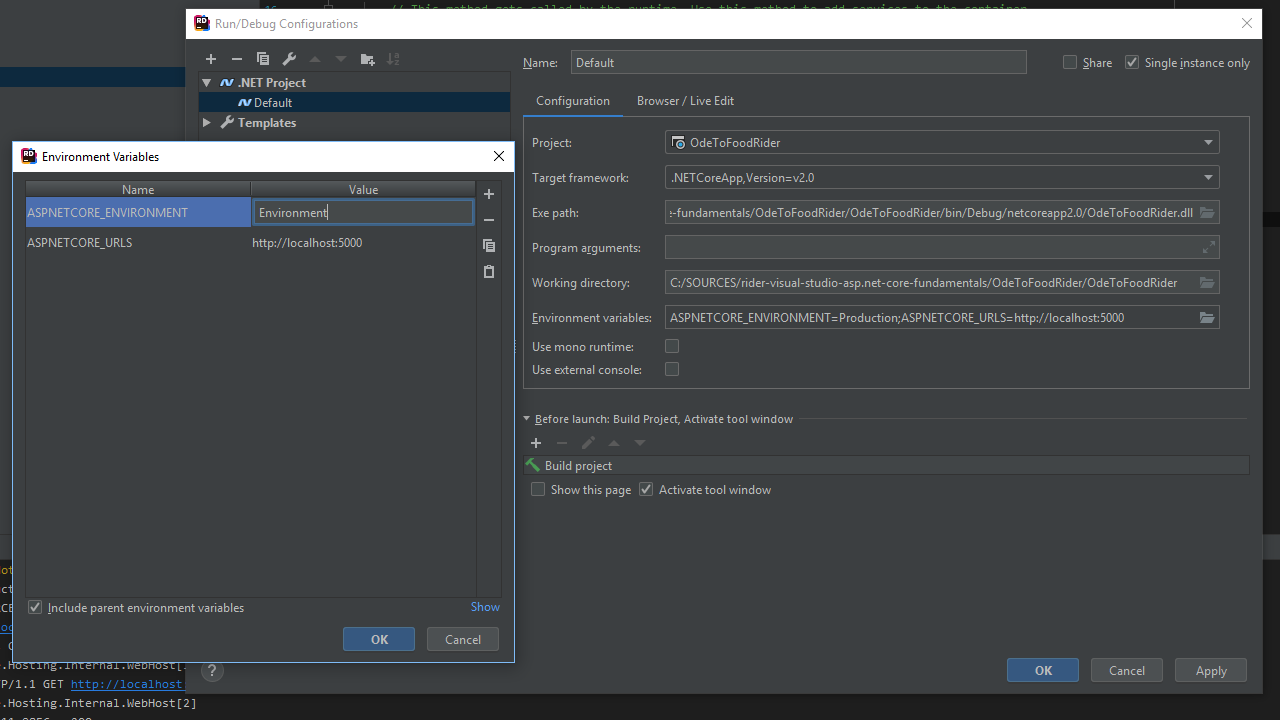 16
// This method gets called by the runtime. Use this method to add services to the container.
Run/Debug Configurations
.NET Project
Default
Templates
Name: Default
Share
Single instance only
Configuration
Browser / Live Edit
Project: OdeToFoodRider
Target framework: .NETCoreApp,Version=v2.0
Exe path: e-fundamentals/OdeToFoodRider/OdeToFoodRider/bin/Debug/netcoreapp2.0/OdeToFoodRider.dll
Program arguments:
Working directory: C:/SOURCES/rider-visual-studio-asp.net-core-fundamentals/OdeToFoodRider/OdeToFoodRider
Environment variables: ASPNETCORE_ENVIRONMENT=Production;ASPNETCORE_URLS=http://localhost:5000
Use mono runtime:
Use external console:
Before launch: Build Project, Activate tool window
Build project
Show this page
Activate tool window
?
OK
Cancel
Apply
Environment Variables
Name Value
ASPNETCORE_ENVIRONMENT Environment
ASPNETCORE_URLS http://localhost:5000
Include parent environment variables
Show
OK
Cancel
.Hosting.Internal.WebHost[
P/1.1 GET http://localhost
e.Hosting.Internal.WebHost[2]